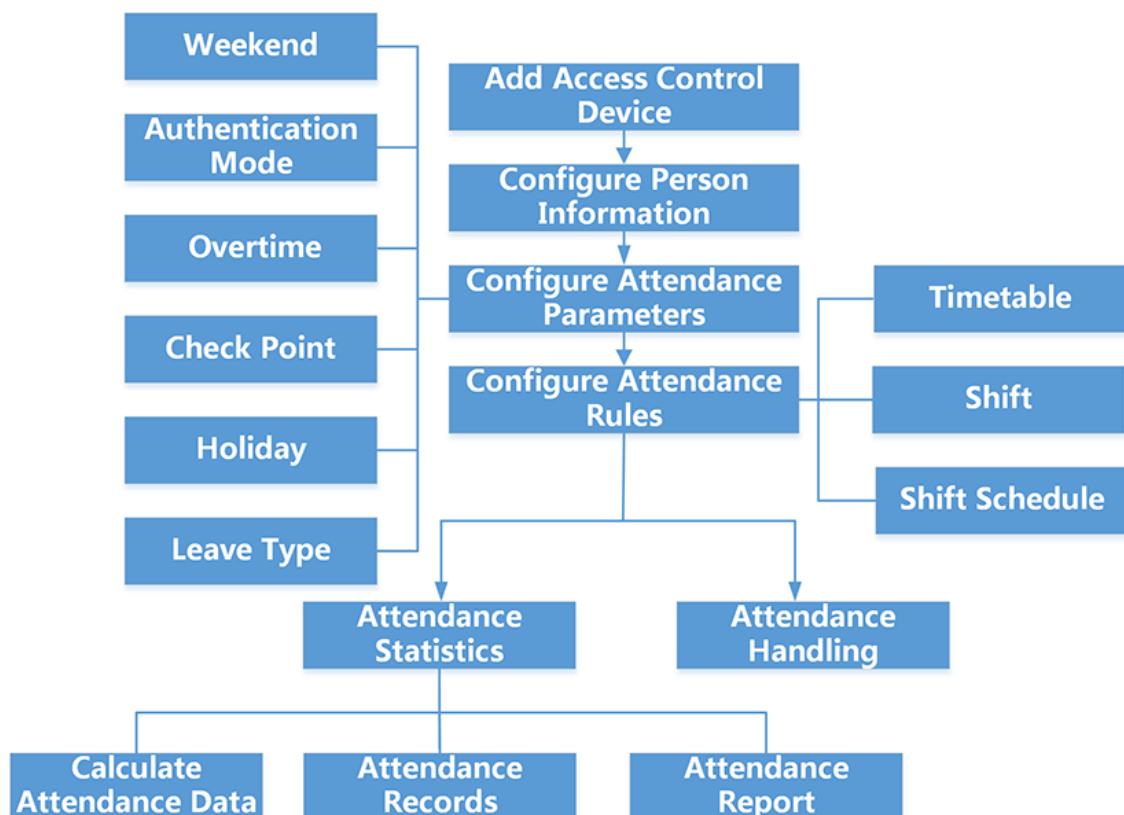 Weekend
Authentication
Mode
Overtime
Check Point
Holiday
Leave Type
Add Access Control
Device
Configure Person
Information
Configure Attendance
Parameters
Configure Attendance
Rules
Timetable
Shift
Shift Schedule
Attendance
Statistics
Attendance
Handling
Calculate
Attendance Data
Attendance
Records
Attendance
Report